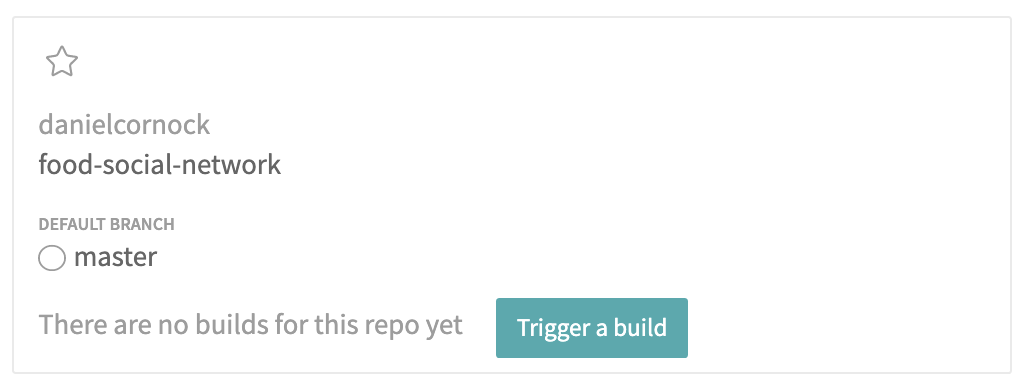 danielcornock
food-social-network
DEFAULT BRANCH
master
There are no builds for this repo yet
Trigger a build